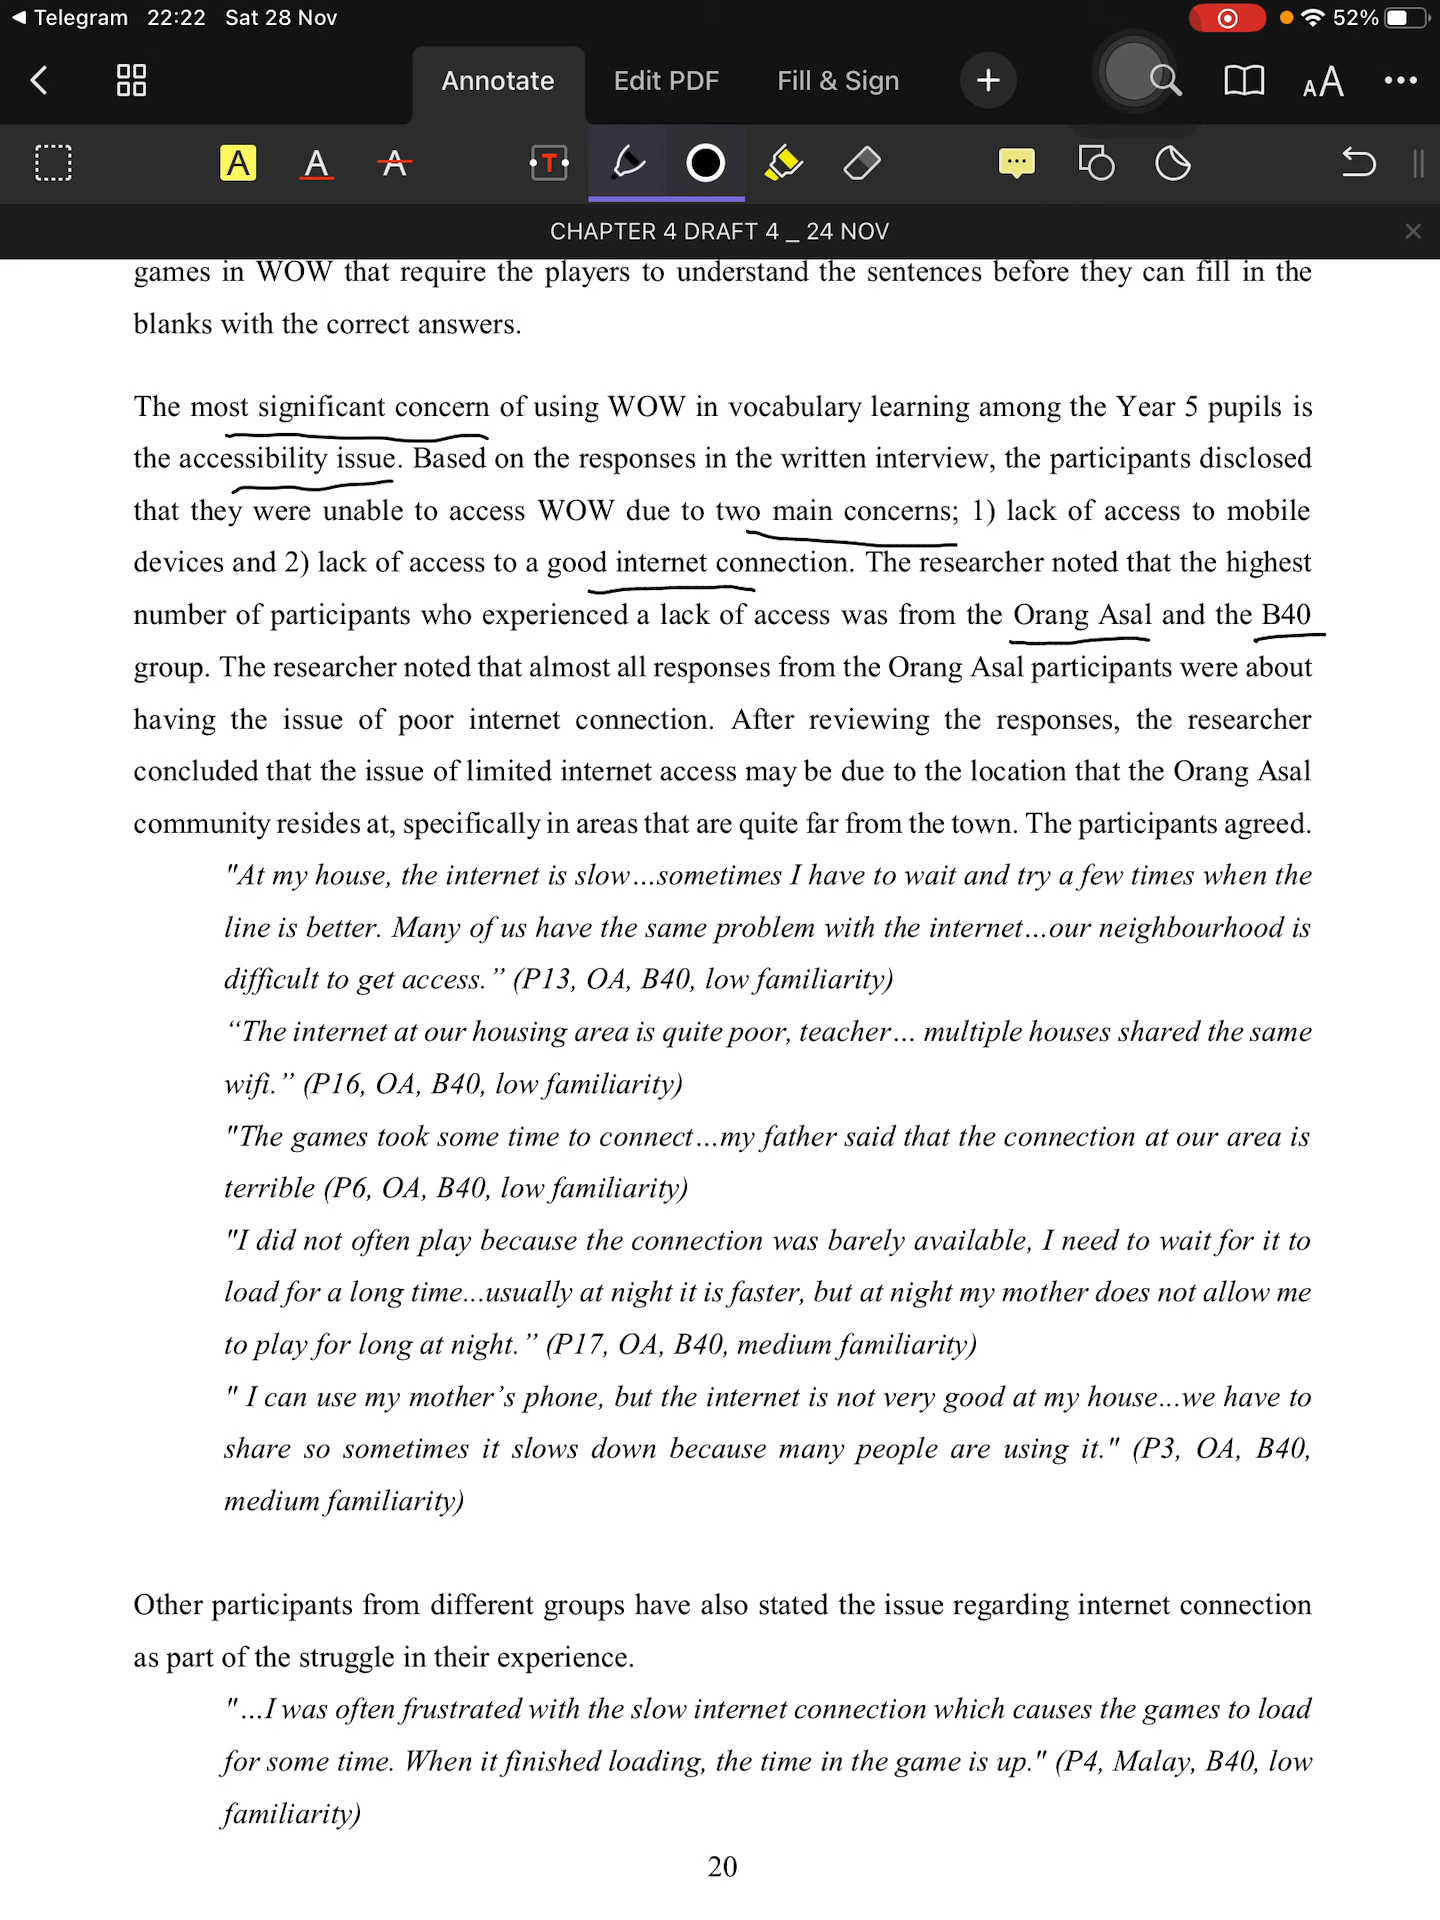 Telegram 22:22 Sat 28 Nov 52%
Annotate Edit PDF Fill & Sign
AA
A A A T
CHAPTER 4 DRAFT 4 _ 24 NOV
games in WOW that require the players to understand the sentences before they can fill in the
blanks with the correct answers.
The most significant concern of using WOW in vocabulary learning among the Year 5 pupils is
the accessibility issue. Based on the responses in the written interview, the participants disclosed
that they were unable to access WOW due to two main concerns; 1) lack of access to mobile
devices and 2) lack of access to a good internet connection. The researcher noted that the highest
number of participants who experienced a lack of access was from the Orang Asal and the B40
group. The researcher noted that almost all responses from the Orang Asal participants were about
having the issue of poor internet connection. After reviewing the responses, the researcher
concluded that the issue of limited internet access may be due to the location that the Orang Asal
community resides at, specifically in areas that are quite far from the town. The participants agreed.
"At my house, the internet is slow...sometimes I have to wait and try a few times when the
line is better. Many of us have the same problem with the internet...our neighbourhood is
difficult to get access.” (P13, OA, B40, low familiarity)
“The internet at our housing area is quite poor, teacher... multiple houses shared the same
wifi.” (P16, OA, B40, low familiarity)
"The games took some time to connect...my father said that the connection at our area is
terrible (P6, OA, B40, low familiarity)
"I did not often play because the connection was barely available, I need to wait for it to
load for a long time...usually at night it is faster, but at night my mother does not allow me
to play for long at night.” (P17, OA, B40, medium familiarity)
" I can use my mother’s phone, but the internet is not very good at my house...we have to
share so sometimes it slows down because many people are using it." (P3, OA, B40,
medium familiarity)
Other participants from different groups have also stated the issue regarding internet connection
as part of the struggle in their experience.
"...I was often frustrated with the slow internet connection which causes the games to load
for some time. When it finished loading, the time in the game is up." (P4, Malay, B40, low
familiarity)
20